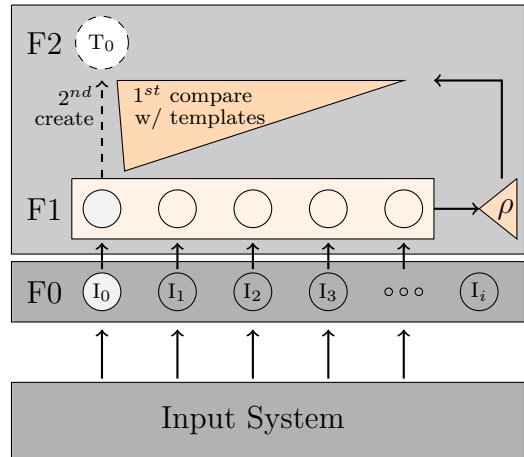 F2
T₀
2ⁿᵈ
create
1ˢᵗ compare
w/ templates
F1
ρ
F0
I₀
I₁
I₂
I₃
Iᵢ
Input System